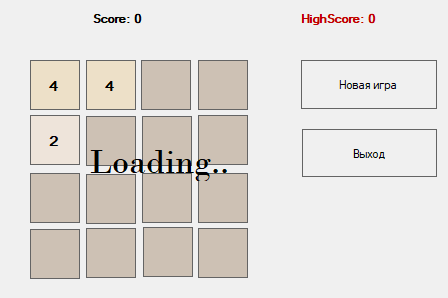 Score: 0
HighScore: 0
4
4
Новая игра
2
Loading..
Выход